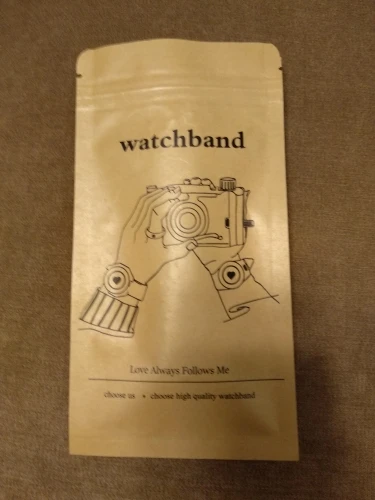 watchband
Love Always Follows Me
choose us • choose high quality watchband